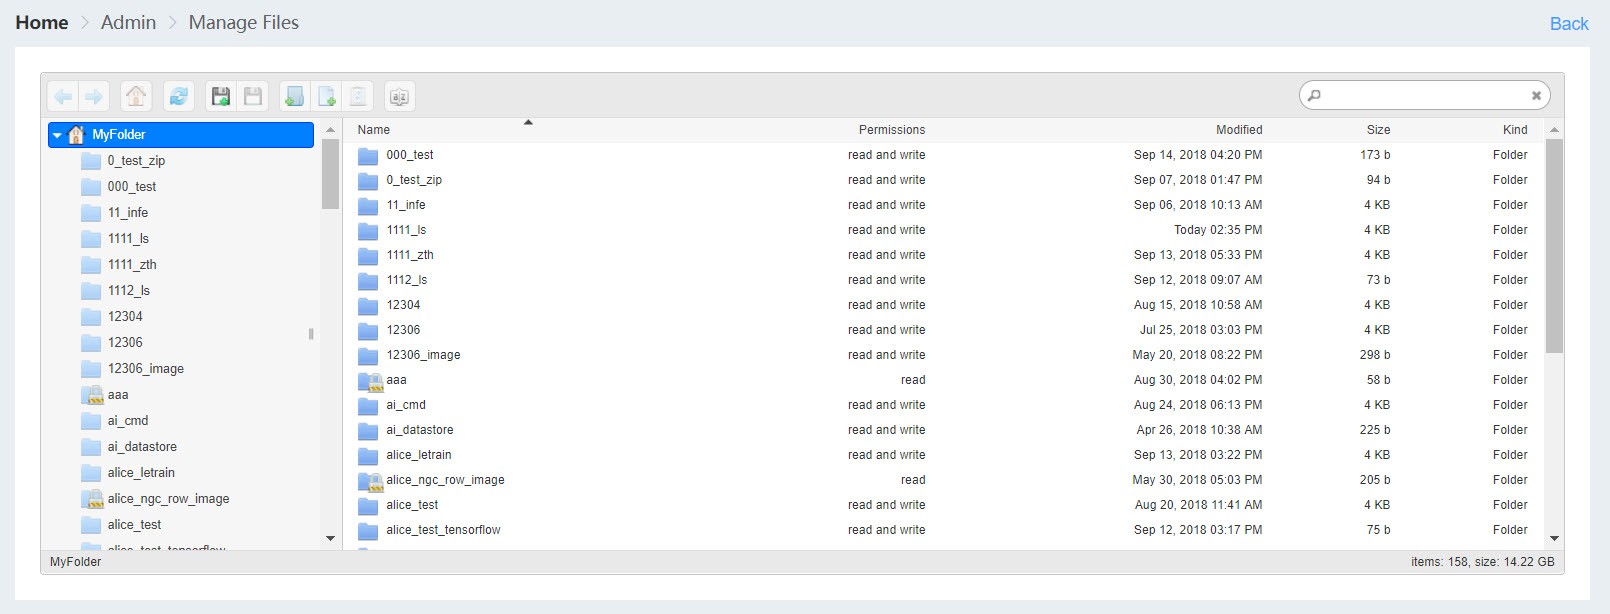 Home > Admin > Manage Files Back
MyFolder
0_test_zip
000_test
11_infe
1111_ls
1111_zth
1112_ls
12304
12306
12306_image
aaa
ai_cmd
ai_datastore
alice_letrain
alice_ngc_row_image
alice_test
alice_test_tensorflow
Name Permissions Modified Size Kind
000_test read and write Sep 14, 2018 04:20 PM 173 b Folder
0_test_zip read and write Sep 07, 2018 01:47 PM 94 b Folder
11_infe read and write Sep 06, 2018 10:13 AM 4 KB Folder
1111_ls read and write Today 02:35 PM 4 KB Folder
1111_zth read and write Sep 13, 2018 05:33 PM 4 KB Folder
1112_ls read and write Sep 12, 2018 09:07 AM 73 b Folder
12304 read and write Aug 15, 2018 10:58 AM 4 KB Folder
12306 read and write Jul 25, 2018 03:03 PM 4 KB Folder
12306_image read and write May 20, 2018 08:22 PM 298 b Folder
aaa read Aug 30, 2018 04:02 PM 58 b Folder
ai_cmd read and write Aug 24, 2018 06:13 PM 4 KB Folder
ai_datastore read and write Apr 26, 2018 10:38 AM 225 b Folder
alice_letrain read and write Sep 13, 2018 03:22 PM 4 KB Folder
alice_ngc_row_image read May 30, 2018 05:03 PM 205 b Folder
alice_test read and write Aug 20, 2018 11:41 AM 4 KB Folder
alice_test_tensorflow read and write Sep 12, 2018 03:17 PM 75 b Folder
MyFolder items: 158, size: 14.22 GB